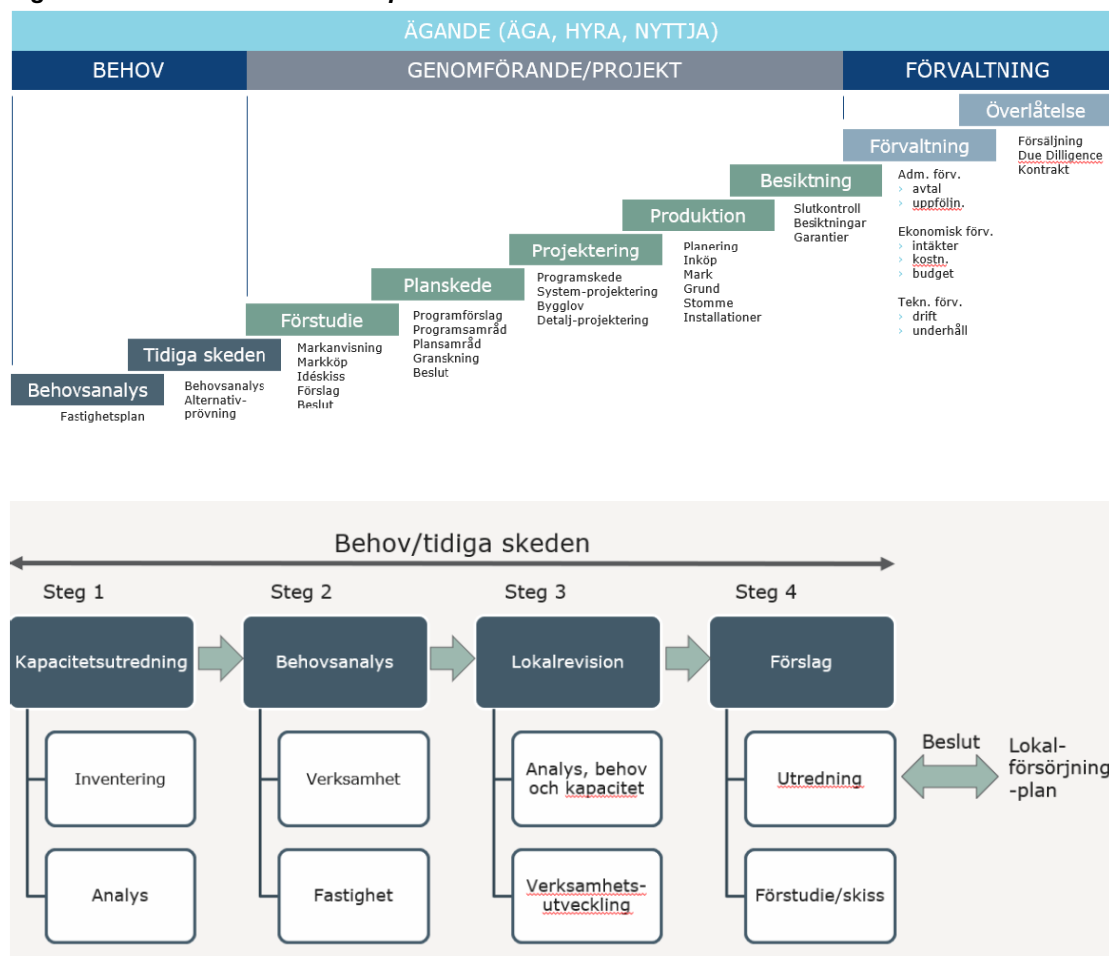 ÄGANDE (ÄGA, HYRA, NYTTJA)
BEHOV
GENOMFÖRANDE/PROJEKT
FÖRVALTNING
Överlåtelse
Försäljning
Due Dilligence
Kontrakt
Förvaltning
Adm. förv.
› avtal
› uppföljn.
Ekonomisk förv.
› intäkter
› kostn.
› budget
Tekn. förv.
› drift
› underhåll
Besiktning
Slutkontroll
Besiktningar
Garantier
Produktion
Planering
Inköp
Mark
Grund
Stomme
Installationer
Projektering
Programskede
System-projektering
Bygglov
Detalj-projektering
Planskede
Programförslag
Programsamråd
Plansamråd
Granskning
Beslut
Förstudie
Markanvisning
Markköp
Idéskiss
Förslag
Beslut
Tidiga skeden
Behovsanalys
Alternativ-
prövning
Behovsanalys
Fastighetsplan
Behov/tidiga skeden
Steg 1
Steg 2
Steg 3
Steg 4
Kapacitetsutredning
Behovsanalys
Lokalrevision
Förslag
Inventering
Verksamhet
Analys, behov
och kapacitet
Utredning
Beslut
Lokal-
försörjning
-plan
Analys
Fastighet
Verksamhets-
utveckling
Förstudie/skiss